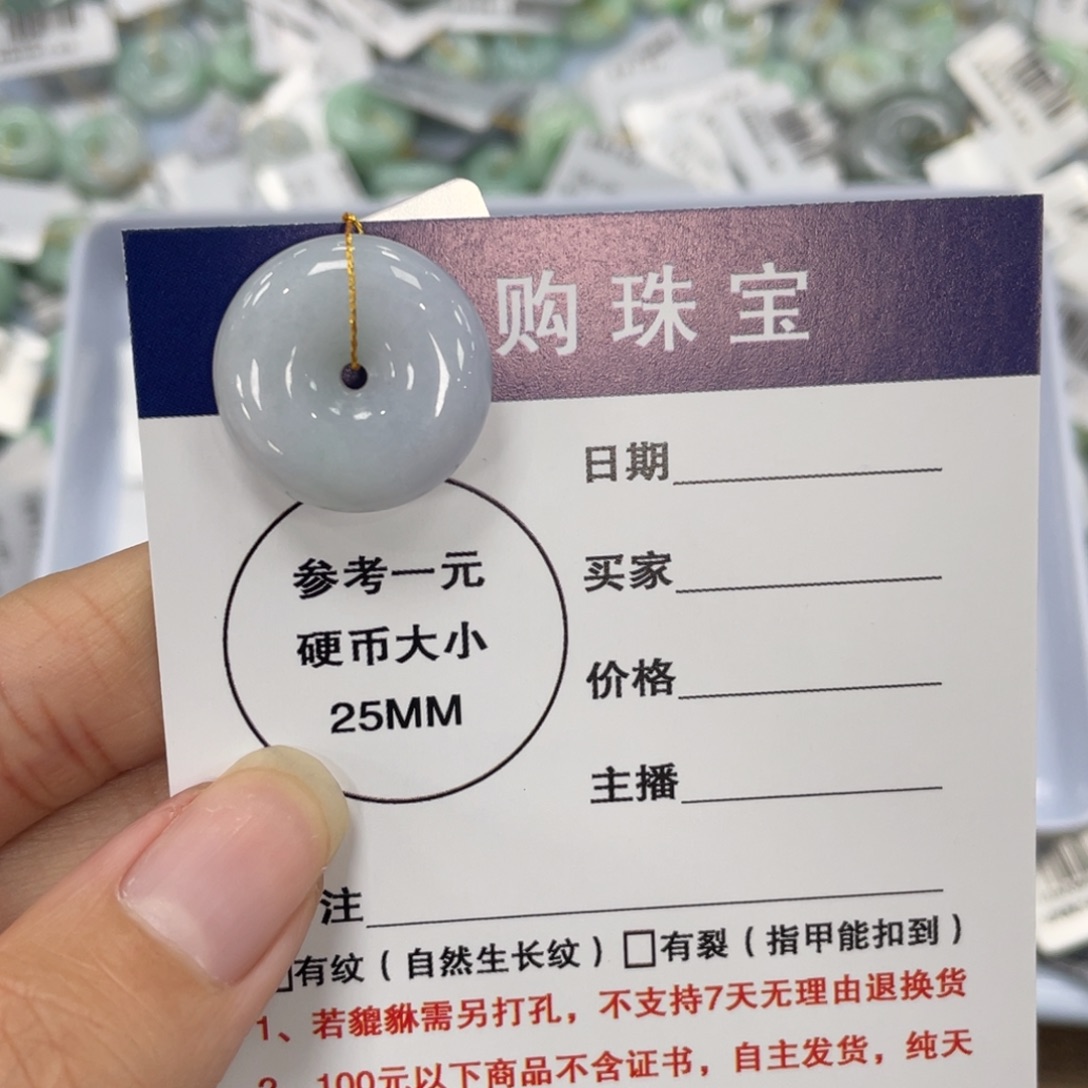 购珠宝
日期
买家
价格
主播
参考一元
硬币大小
25MM
注
有纹（自然生长纹）□有裂（指甲能扣到）
1、若貔貅需另打孔，不支持7天无理由退换货
2、100元以下商品不含证书，自主发货，纯天